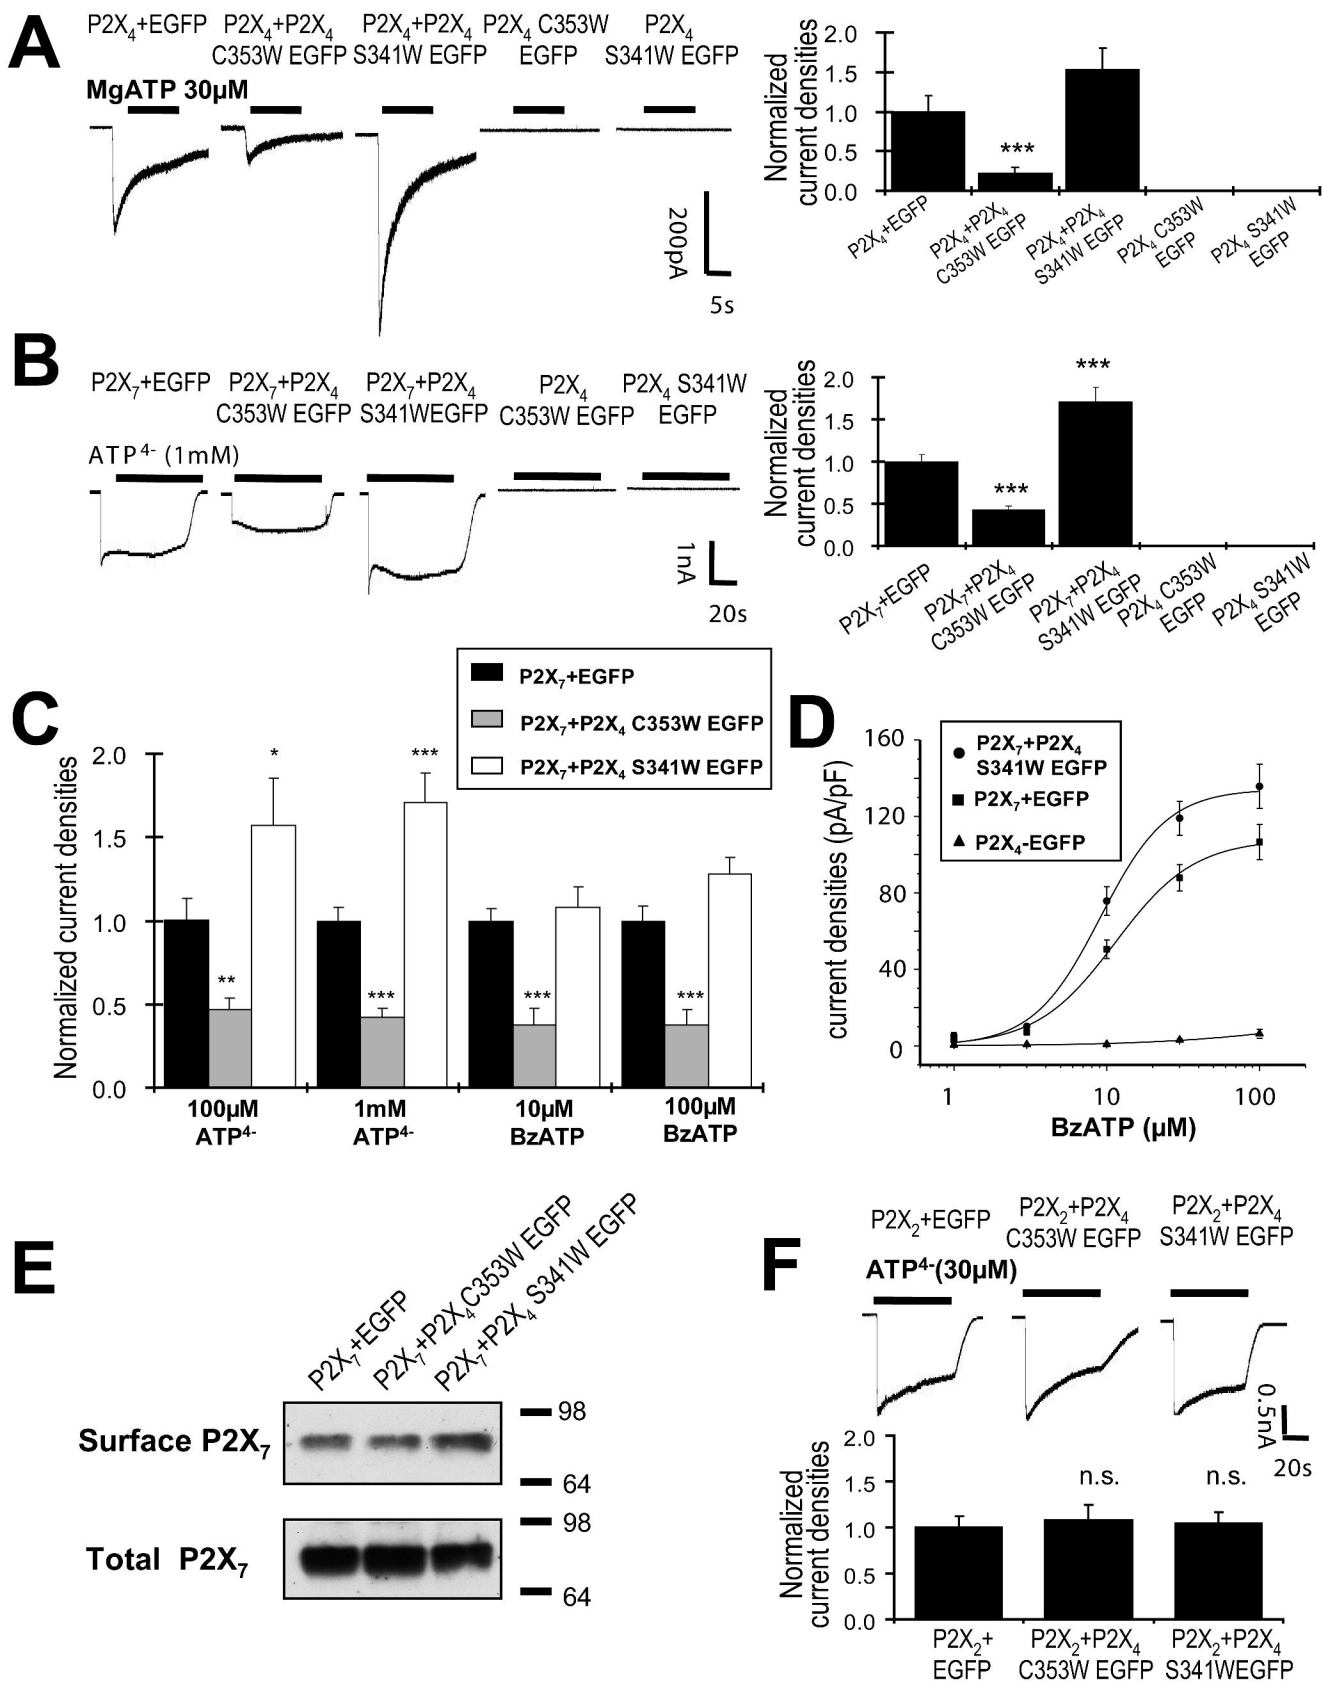 A
P2X4+EGFP P2X4+P2X4 P2X4+P2X4 P2X4 C353W P2X4
C353W EGFP S341W EGFP EGFP S341W EGFP
MgATP 30µM
200pA
5s
Normalized
current densities
2.0
1.5
1.0
0.5
0.0
***
P2X4+EGFP
P2X4+P2X4
C353W EGFP
P2X4+P2X4
S341W EGFP
P2X4 C353W
EGFP
P2X4 S341W
EGFP
B
P2X7+EGFP P2X7+P2X4 P2X7+P2X4 P2X4 P2X4 S341W
C353W EGFP S341WEGFP C353W EGFP EGFP
ATP4- (1mM)
1nA
20s
Normalized
current densities
2.0
1.5
1.0
0.5
0.0
***
***
P2X7+EGFP
P2X7+P2X4
C353W EGFP
P2X7+P2X4
S341W EGFP
P2X4 C353W
EGFP
P2X4 S341W
EGFP
C
P2X7+EGFP
P2X7+P2X4 C353W EGFP
P2X7+P2X4 S341W EGFP
Normalized current densities
2.0
1.5
1.0
0.5
0.0
* ***
** *** *** ***
100µM 1mM 10µM 100µM
ATP4- ATP4- BzATP BzATP
D
P2X7+P2X4
S341W EGFP
P2X7+EGFP
P2X4-EGFP
current densities (pA/pF)
160
120
80
40
0
1 10 100
BzATP (µM)
E
P2X7+EGFP
P2X7+P2X4C353W EGFP
P2X7+P2X4 S341W EGFP
Surface P2X7
98
64
Total P2X7
98
64
F
P2X2+EGFP P2X2+P2X4 P2X2+P2X4
C353W EGFP S341W EGFP
ATP4-(30µM)
0.5nA
20s
Normalized
current densities
2.0
1.5
1.0
0.5
0.0
n.s. n.s.
P2X2+ P2X2+P2X4 P2X2+P2X4
EGFP C353W EGFP S341WEGFP